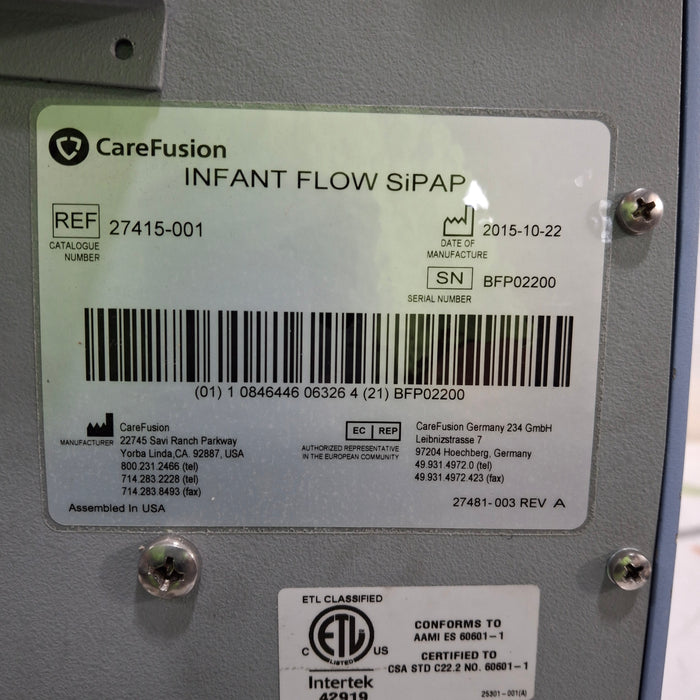 CareFusion
INFANT FLOW SiPAP
REF 27415-001
CATALOGUE
NUMBER
2015-10-22
DATE OF
MANUFACTURE
SN BFP02200
SERIAL NUMBER
(01) 1 0846446 06326 4 (21) BFP02200
MANUFACTURER
CareFusion
22745 Savi Ranch Parkway
Yorba Linda,CA. 92887, USA
800.231.2466 (tel)
714.283.2228 (tel)
714.283.8493 (fax)
Assembled In USA
EC REP
AUTHORIZED REPRESENTATIVE
IN THE EUROPEAN COMMUNITY
CareFusion Germany 234 GmbH
Leibnizstrasse 7
97204 Hoechberg, Germany
49.931.4972.0 (tel)
49.931.4972.423 (fax)
27481-003 REV A
ETL CLASSIFIED
C ETL US
LISTED
Intertek
42919
CONFORMS TO
AAMI ES 60601-1
CERTIFIED TO
CSA STD C22.2 NO. 60601-1
25301-001(A)